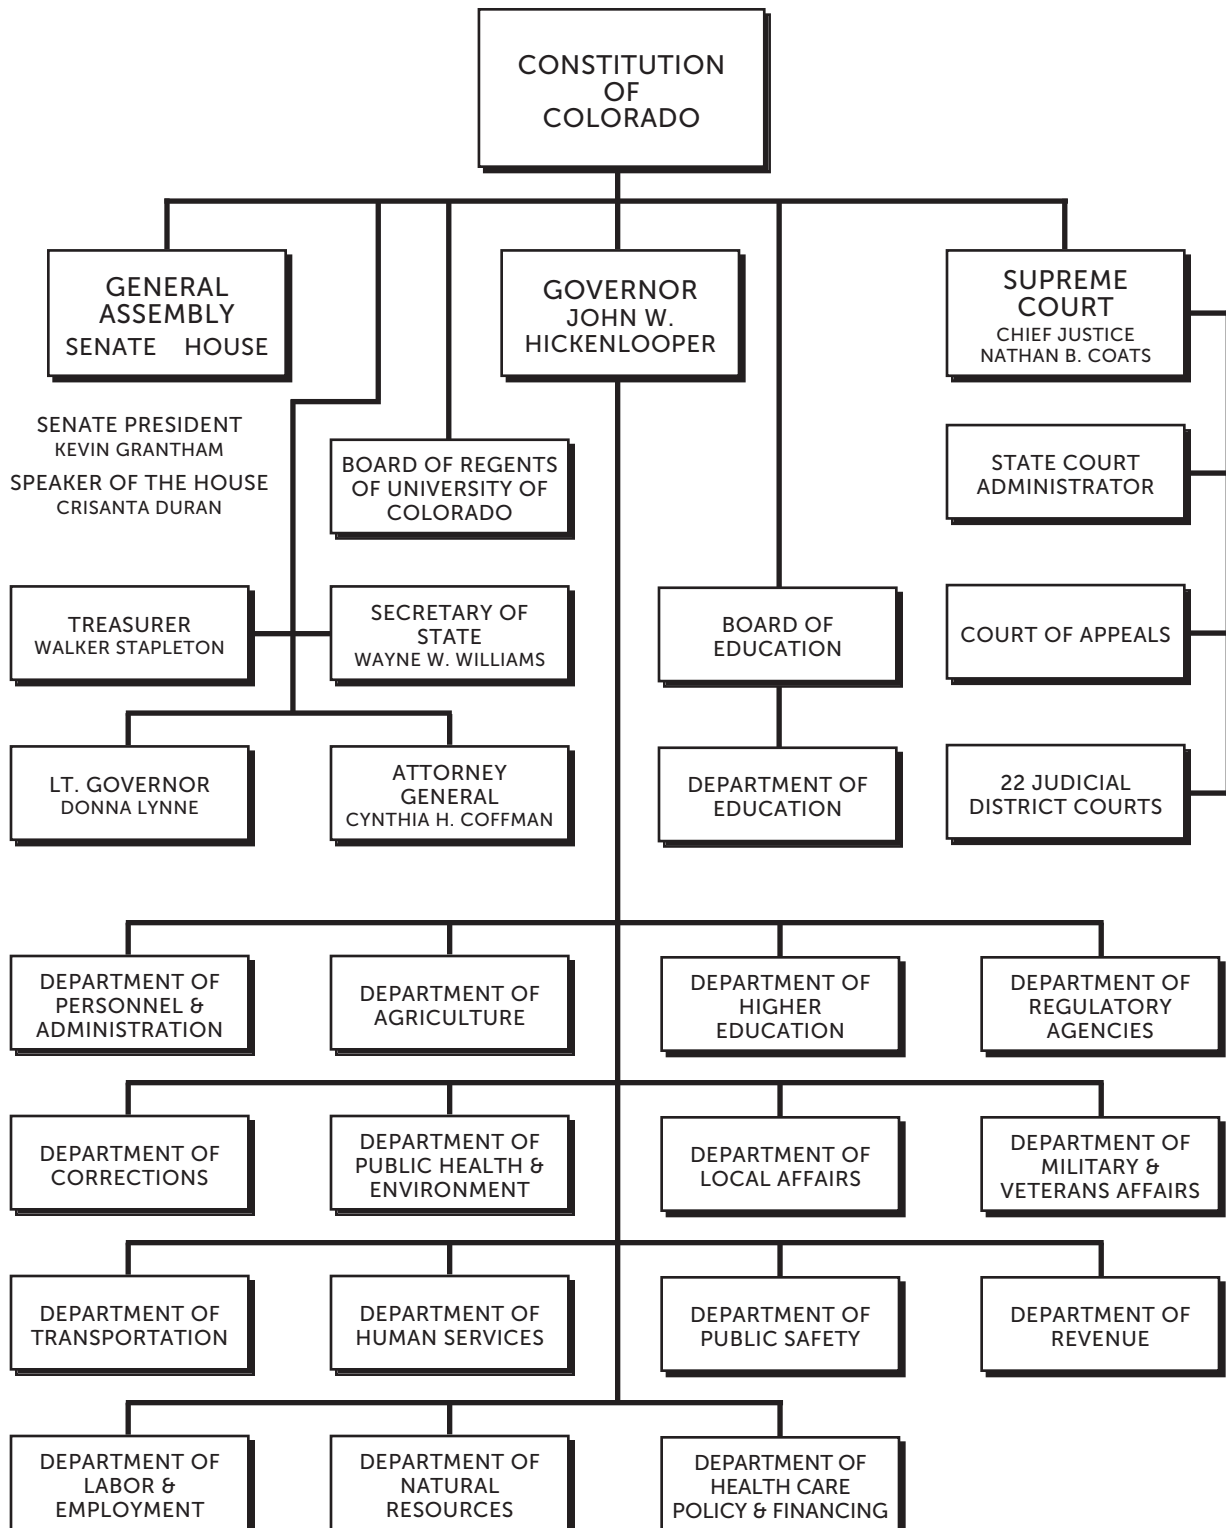 CONSTITUTION
OF
COLORADO
GENERAL
ASSEMBLY
SENATE HOUSE
GOVERNOR
JOHN W.
HICKENLOOPER
SUPREME
COURT
CHIEF JUSTICE
NATHAN B. COATS
SENATE PRESIDENT
KEVIN GRANTHAM
SPEAKER OF THE HOUSE
CRISANTA DURAN
BOARD OF REGENTS
OF UNIVERSITY OF
COLORADO
STATE COURT
ADMINISTRATOR
TREASURER
WALKER STAPLETON
SECRETARY OF
STATE
WAYNE W. WILLIAMS
BOARD OF
EDUCATION
COURT OF APPEALS
LT. GOVERNOR
DONNA LYNNE
ATTORNEY
GENERAL
CYNTHIA H. COFFMAN
DEPARTMENT OF
EDUCATION
22 JUDICIAL
DISTRICT COURTS
DEPARTMENT OF
PERSONNEL &
ADMINISTRATION
DEPARTMENT OF
AGRICULTURE
DEPARTMENT OF
HIGHER
EDUCATION
DEPARTMENT OF
REGULATORY
AGENCIES
DEPARTMENT OF
CORRECTIONS
DEPARTMENT OF
PUBLIC HEALTH &
ENVIRONMENT
DEPARTMENT OF
LOCAL AFFAIRS
DEPARTMENT OF
MILITARY &
VETERANS AFFAIRS
DEPARTMENT OF
TRANSPORTATION
DEPARTMENT OF
HUMAN SERVICES
DEPARTMENT OF
PUBLIC SAFETY
DEPARTMENT OF
REVENUE
DEPARTMENT OF
LABOR &
EMPLOYMENT
DEPARTMENT OF
NATURAL
RESOURCES
DEPARTMENT OF
HEALTH CARE
POLICY & FINANCING